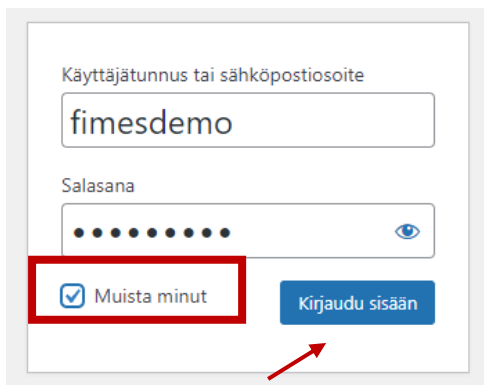 Käyttäjätunnus tai sähköpostiosoite
fimesdemo
Salasana
●●●●●●●●●
Muista minut
Kirjaudu sisään